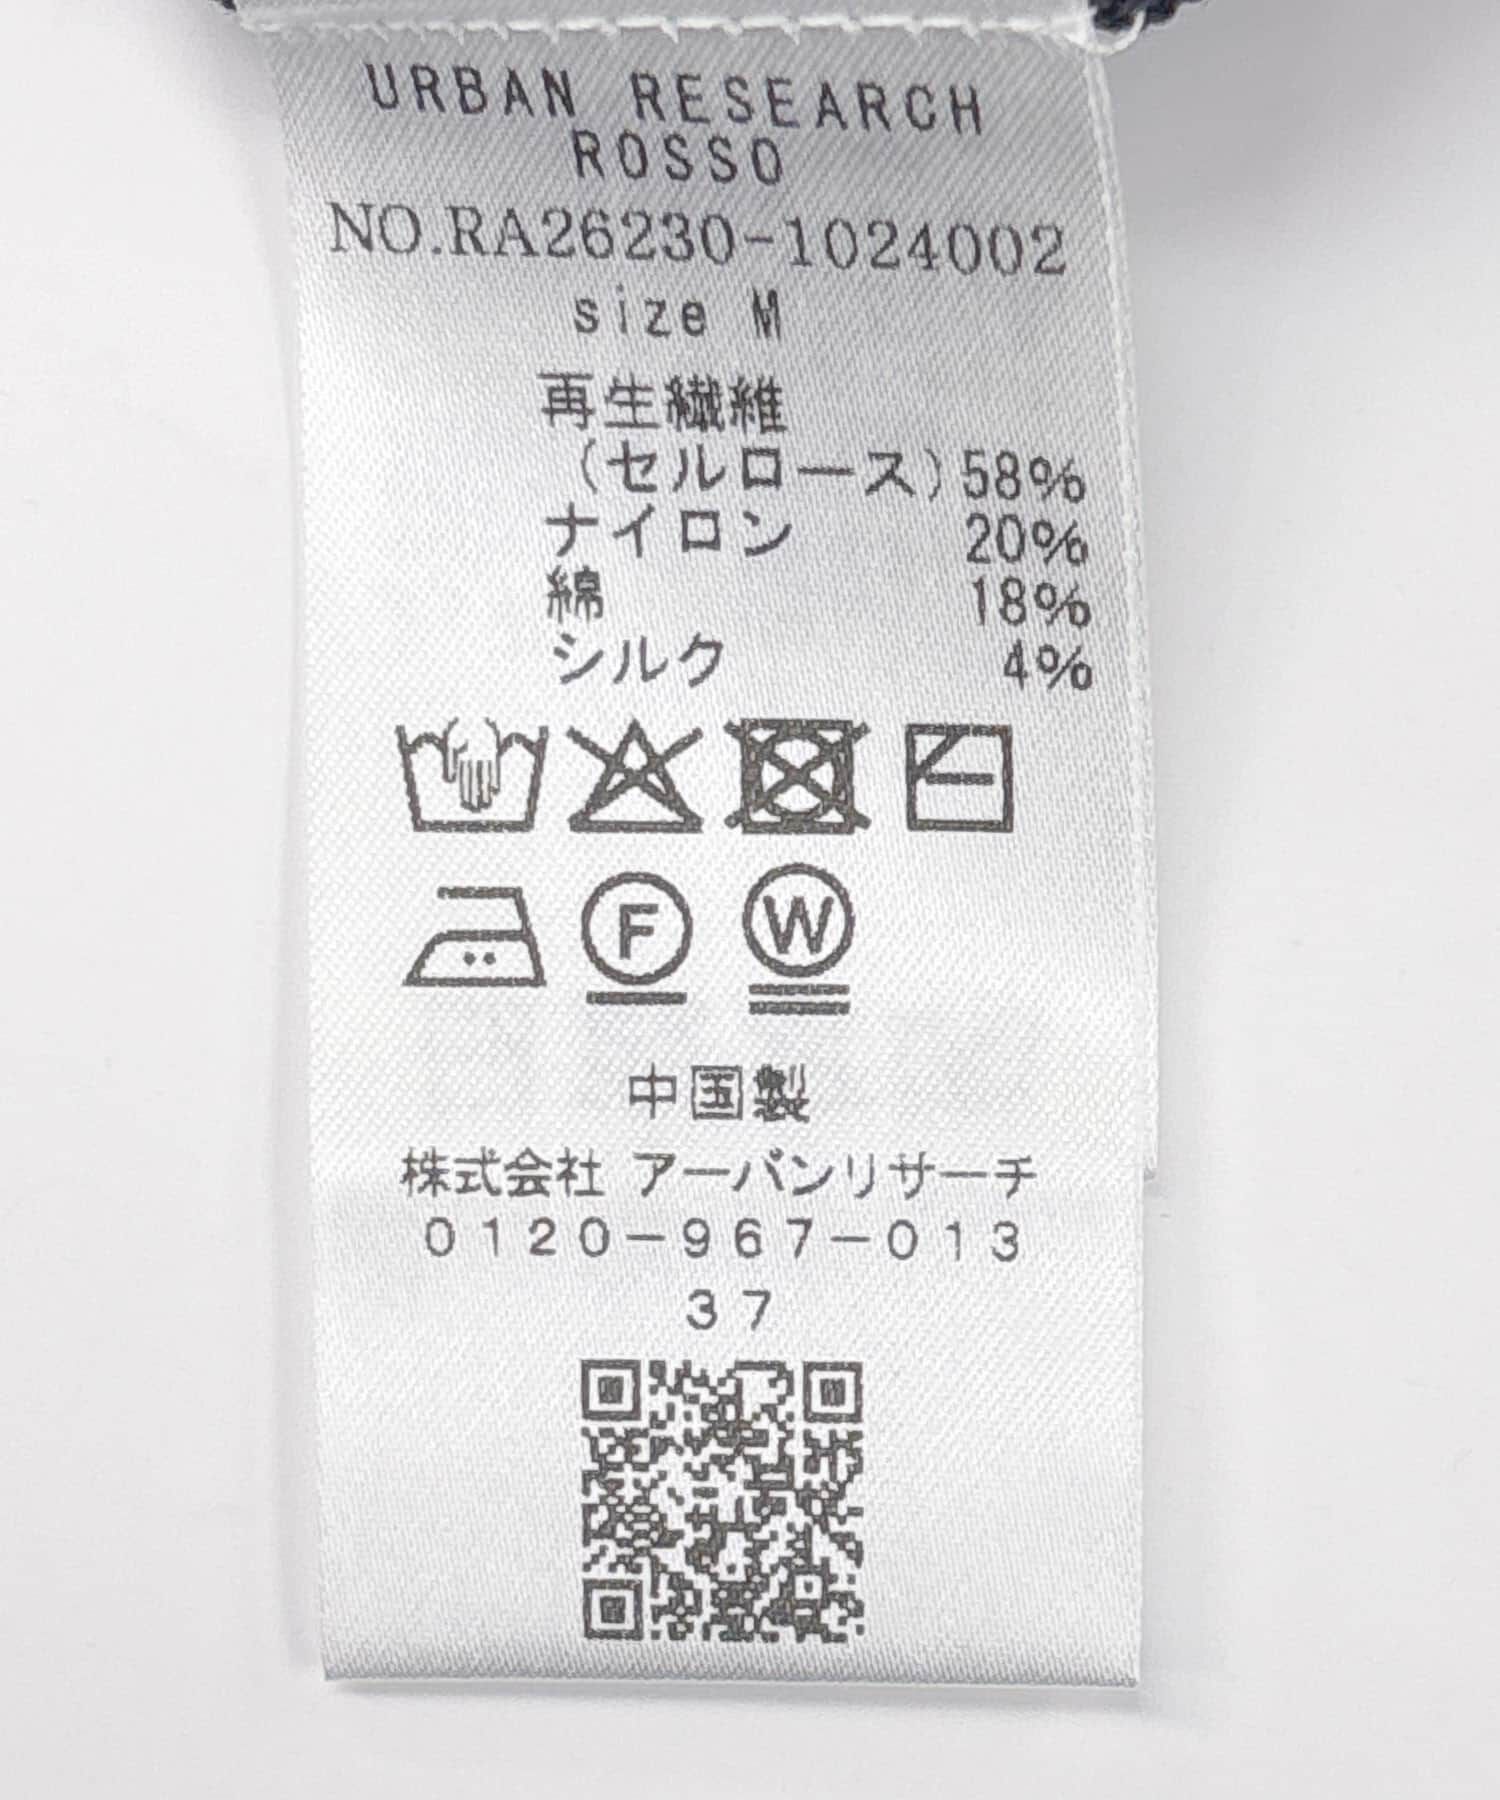 URBAN RESEARCH
ROSSO
NO.RA26230-1024002
size M
再生繊維
(セルロース)58%
ナイロン 20%
綿 18%
シルク 4%
F W
中国製
株式会社 アーバンリサーチ
0120-967-013
37